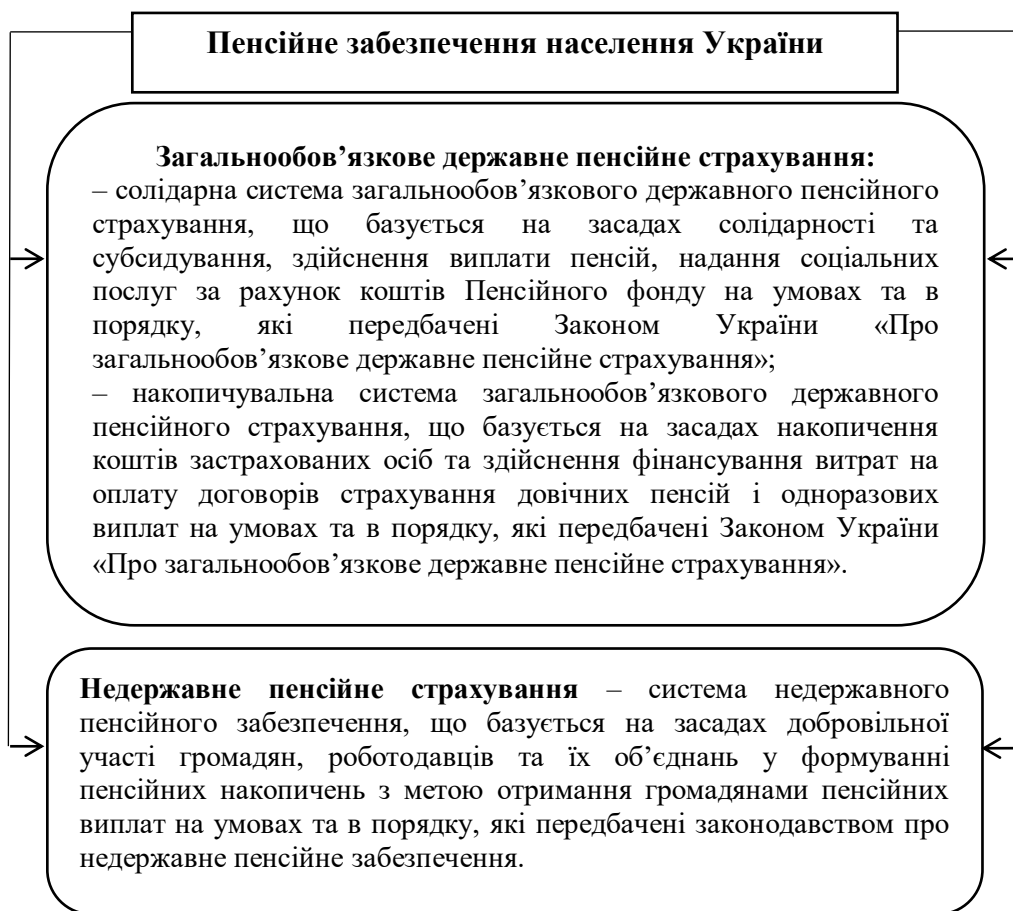 Пенсійне забезпечення населення України
Загальнообов’язкове державне пенсійне страхування:
– солідарна система загальнообов’язкового державного пенсійного
страхування, що базується на засадах солідарності та
субсидування, здійснення виплати пенсій, надання соціальних
послуг за рахунок коштів Пенсійного фонду на умовах та в
порядку, які передбачені Законом України «Про
загальнообов’язкове державне пенсійне страхування»;
– накопичувальна система загальнообов’язкового державного
пенсійного страхування, що базується на засадах накопичення
коштів застрахованих осіб та здійснення фінансування витрат на
оплату договорів страхування довічних пенсій і одноразових
виплат на умовах та в порядку, які передбачені Законом України
«Про загальнообов’язкове державне пенсійне страхування».
Недержавне пенсійне страхування – система недержавного
пенсійного забезпечення, що базується на засадах добровільної
участі громадян, роботодавців та їх об’єднань у формуванні
пенсійних накопичень з метою отримання громадянами пенсійних
виплат на умовах та в порядку, які передбачені законодавством про
недержавне пенсійне забезпечення.